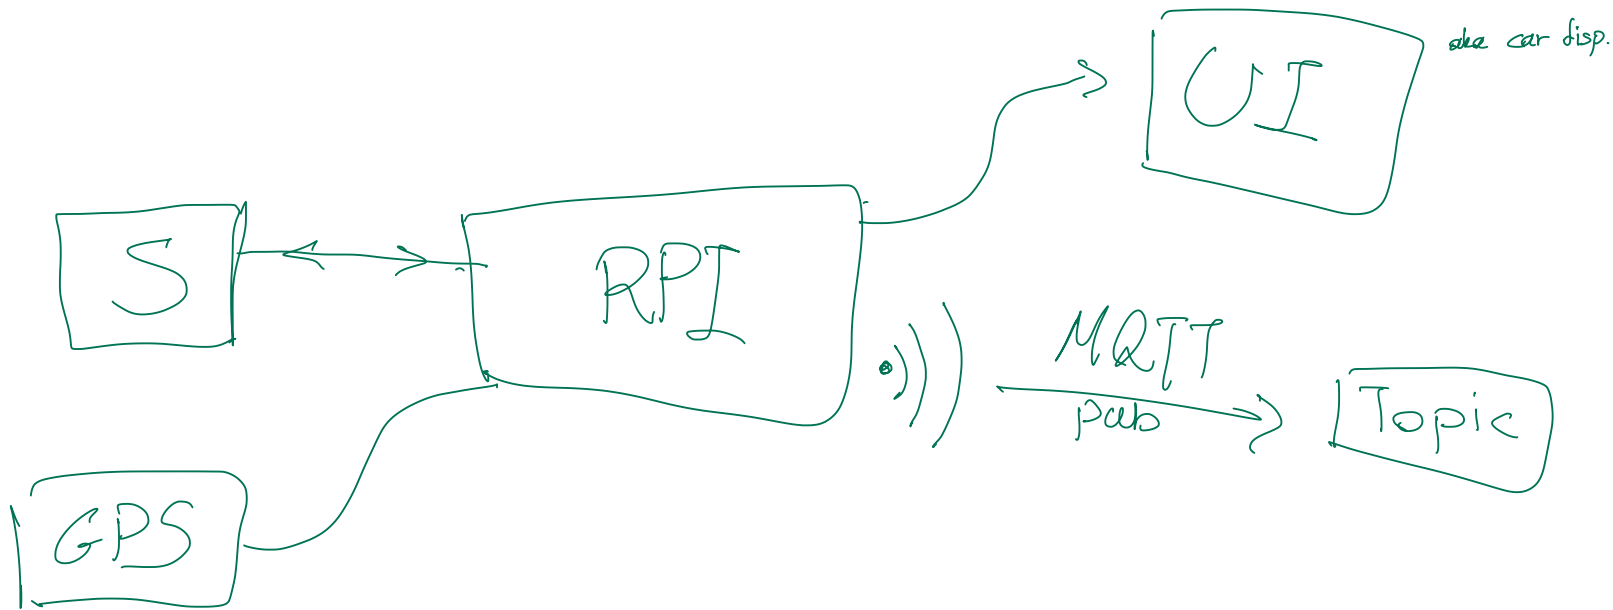 UI
aka car disp.
S
RPI
MQTT
pub
Topic
GPS